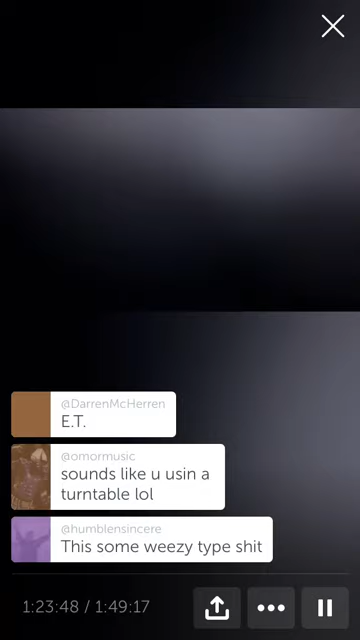 @DarrenMcHerren
E.T.
@omormusic
sounds like u usin a
turntable lol
@humblensincere
This some weezy type shit
1:23:48 / 1:49:17